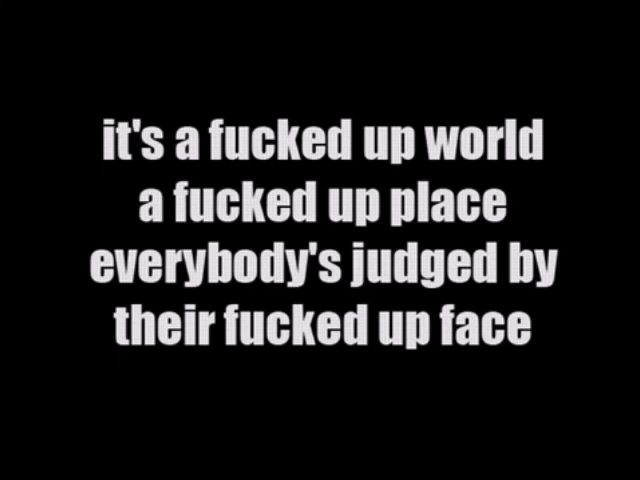 it's a fucked up world
a fucked up place
everybody's judged by
their fucked up face